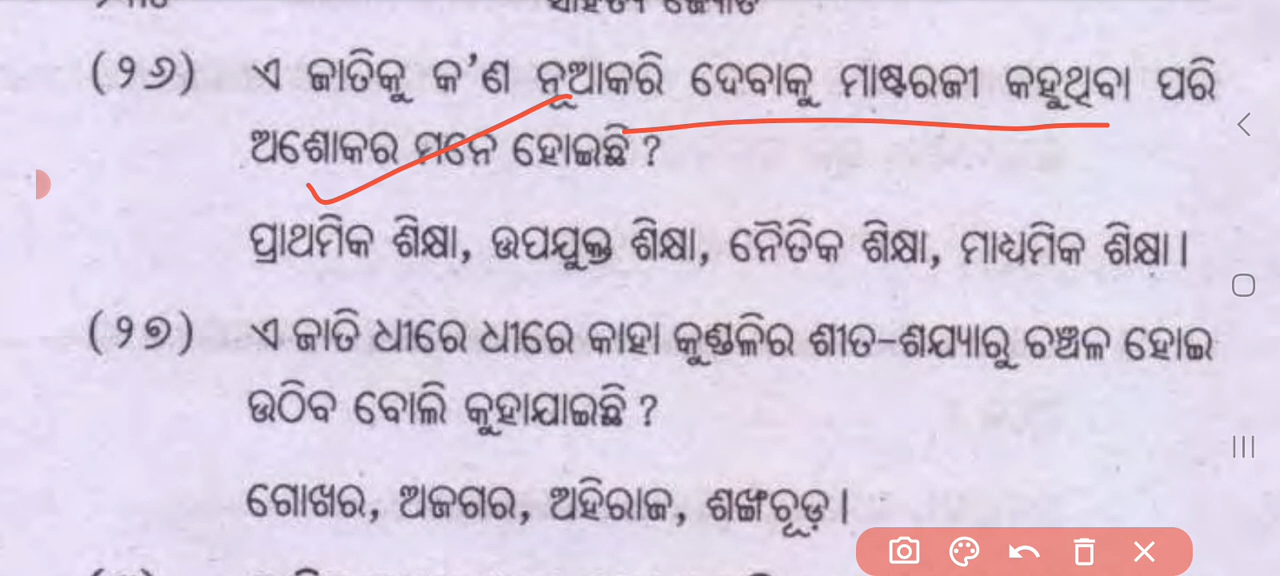 ସାହିତ୍ୟ ଜ୍ୟୋତି
(୨୬) ଏ ଜାତିକୁ କ'ଣ ନୂଆକରି ଦେବାକୁ ମାଷ୍ଟରଜୀ କହୁଥିବା ପରି
ଅଶୋକର ମନେ ହୋଇଛି ?
ପ୍ରାଥମିକ ଶିକ୍ଷା, ଉପଯୁକ୍ତ ଶିକ୍ଷା, ନୈତିକ ଶିକ୍ଷା, ମାଧ୍ୟମିକ ଶିକ୍ଷା ।
(୨୭) ଏ ଜାତି ଧୀରେ ଧୀରେ କାହା କୁଣ୍ଡଳିର ଶୀତ-ଶଯ୍ୟାରୁ ଚଞ୍ଚଳ ହୋଇ
ଉଠିବ ବୋଲି କୁହାଯାଇଛି ?
ଗୋଖର, ଅଜଗର, ଅହିରାଜ, ଶଙ୍ଖଚୂଡ଼ ।